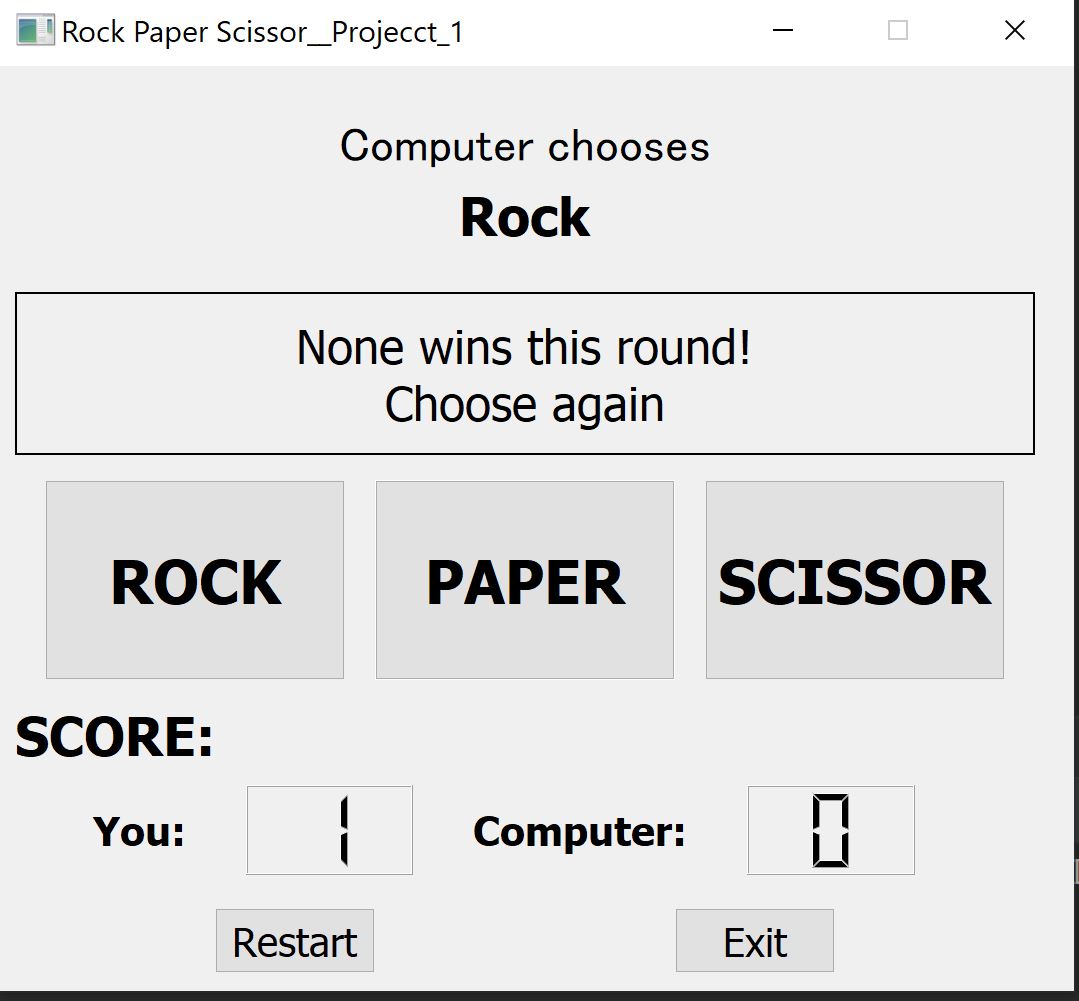 Rock Paper Scissor__Projecct_1
Computer chooses
Rock
None wins this round!
Choose again
ROCK PAPER SCISSOR
SCORE:
You: 1 Computer: 0
Restart Exit